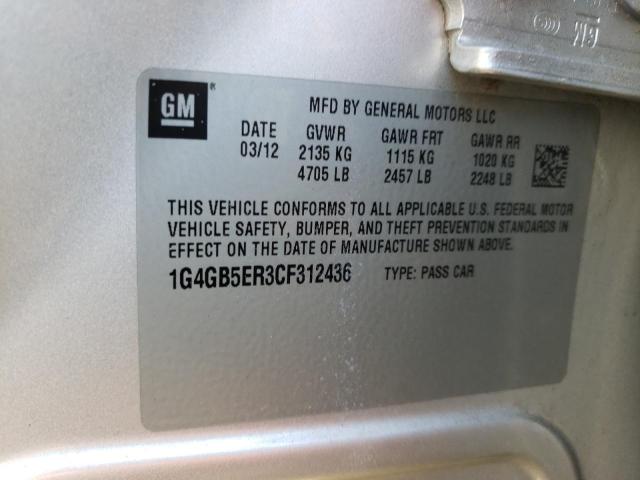 GM ®
MFD BY GENERAL MOTORS LLC
DATE GVWR GAWR FRT GAWR RR
03/12 2135 KG 1115 KG 1020 KG
4705 LB 2457 LB 2248 LB
THIS VEHICLE CONFORMS TO ALL APPLICABLE U.S. FEDERAL MOTOR
VEHICLE SAFETY, BUMPER, AND THEFT PREVENTION STANDARDS IN
EFFECT ON THE DATE OF MANUFACTURE SHOWN ABOVE.
1G4GB5ER3CF312436 TYPE: PASS CAR